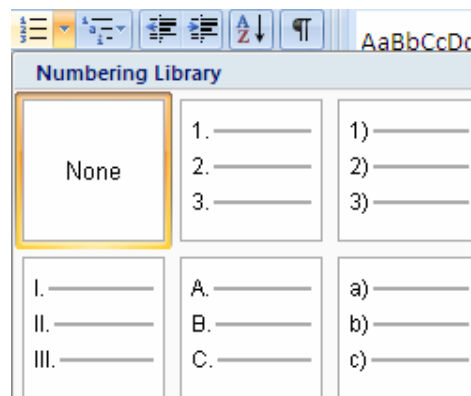 AaBbCcDc
Numbering Library
None
1.
2.
3.
1)
2)
3)
I.
II.
III.
A.
B.
C.
a)
b)
c)